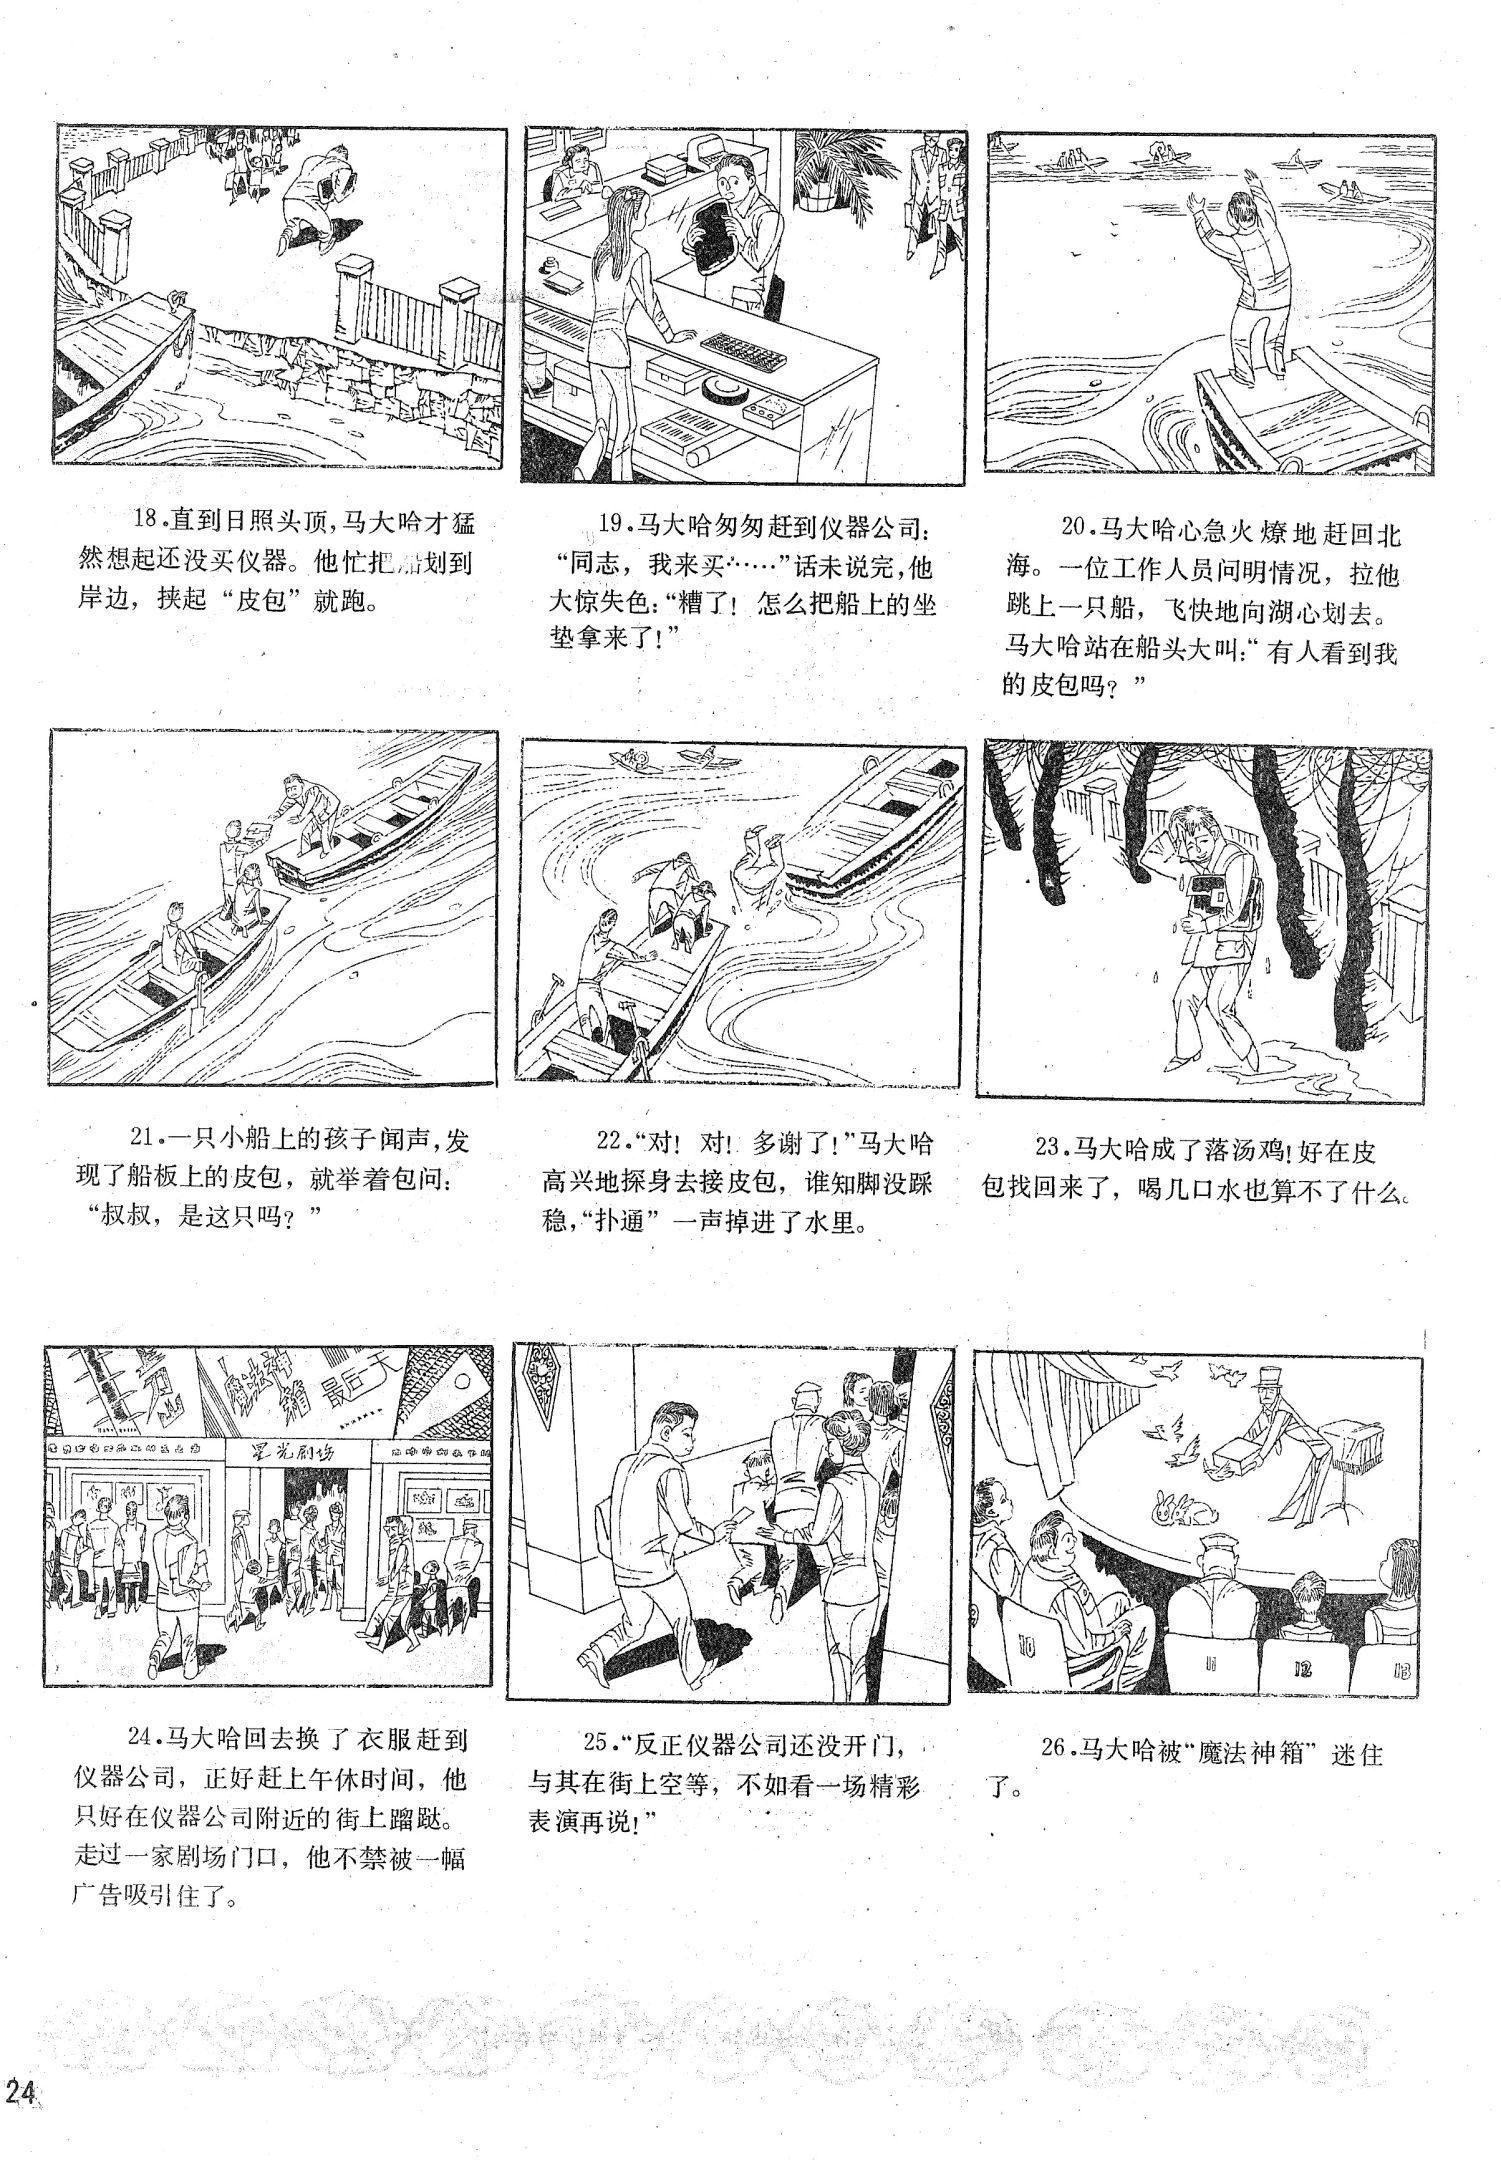 18.直到日照头顶,马大哈才猛
然想起还没买仪器。他忙把船划到
岸边，挟起“皮包”就跑。
19.马大哈匆匆赶到仪器公司：
“同志，我来买……”话未说完,他
大惊失色:“糟了！怎么把船上的坐
垫拿来了！”
20.马大哈心急火燎地赶回北
海。一位工作人员问明情况，拉他
跳上一只船，飞快地向湖心划去。
马大哈站在船头大叫:“有人看到我
的皮包吗？”
21.一只小船上的孩子闻声,发
现了船板上的皮包，就举着包问：
“叔叔，是这只吗？”
22.“对！对！多谢了！”马大哈
高兴地探身去接皮包，谁知脚没踩
稳,“扑通”一声掉进了水里。
23.马大哈成了落汤鸡！好在皮
包找回来了，喝几口水也算不了什么。
魔法神箱
最后天
星光剧场
10
11
12
13
24.马大哈回去换了衣服赶到
仪器公司，正好赶上午休时间，他
只好在仪器公司附近的街上蹓跶。
走过一家剧场门口，他不禁被一幅
广告吸引住了。
25.“反正仪器公司还没开门，
与其在街上空等，不如看一场精彩
表演再说！”
26.马大哈被“魔法神箱”迷住
了。
24